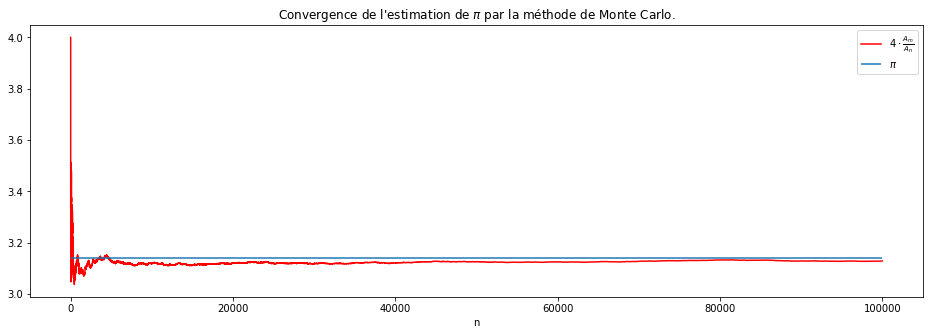 Convergence de l'estimation de π par la méthode de Monte Carlo.
4.0
3.8
3.6
3.4
3.2
3.0
0 20000 40000 60000 80000 100000
n
4 · A_m/A_n
π